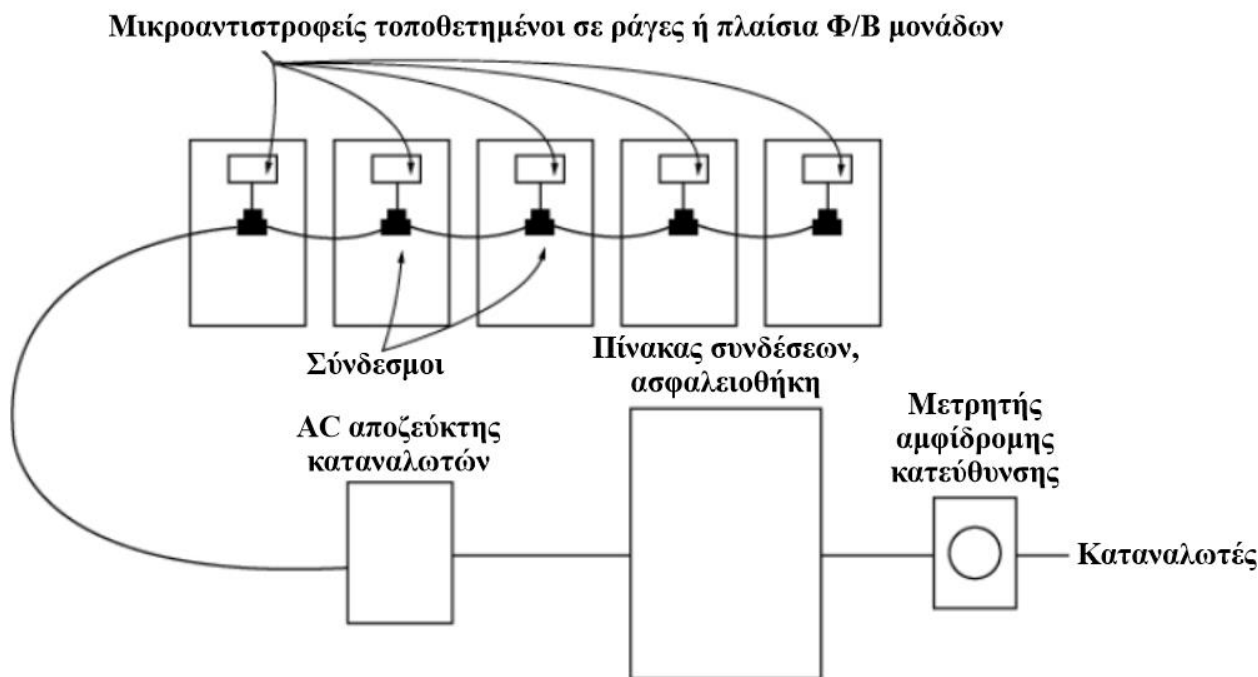 Μικροαντιστροφείς τοποθετημένοι σε ράγες ή πλαίσια Φ/Β μονάδων
Σύνδεσμοι
Πίνακας συνδέσεων,
ασφαλειοθήκη
AC αποζεύκτης
καταναλωτών
Μετρητής
αμφίδρομης
κατεύθυνσης
Καταναλωτές